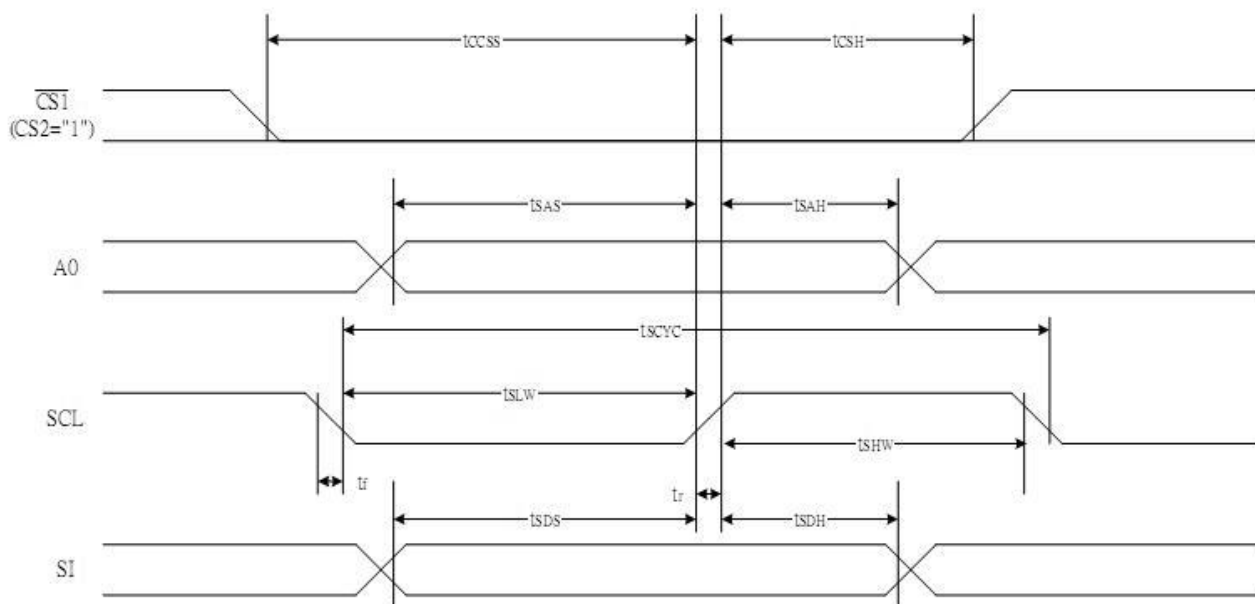 tCCSS
tCSH
CS1
(CS2="1")
tSAS
tSAH
A0
tSCYC
tSLW
SCL
tSHW
tf
tr
tSDS
tSDH
SI